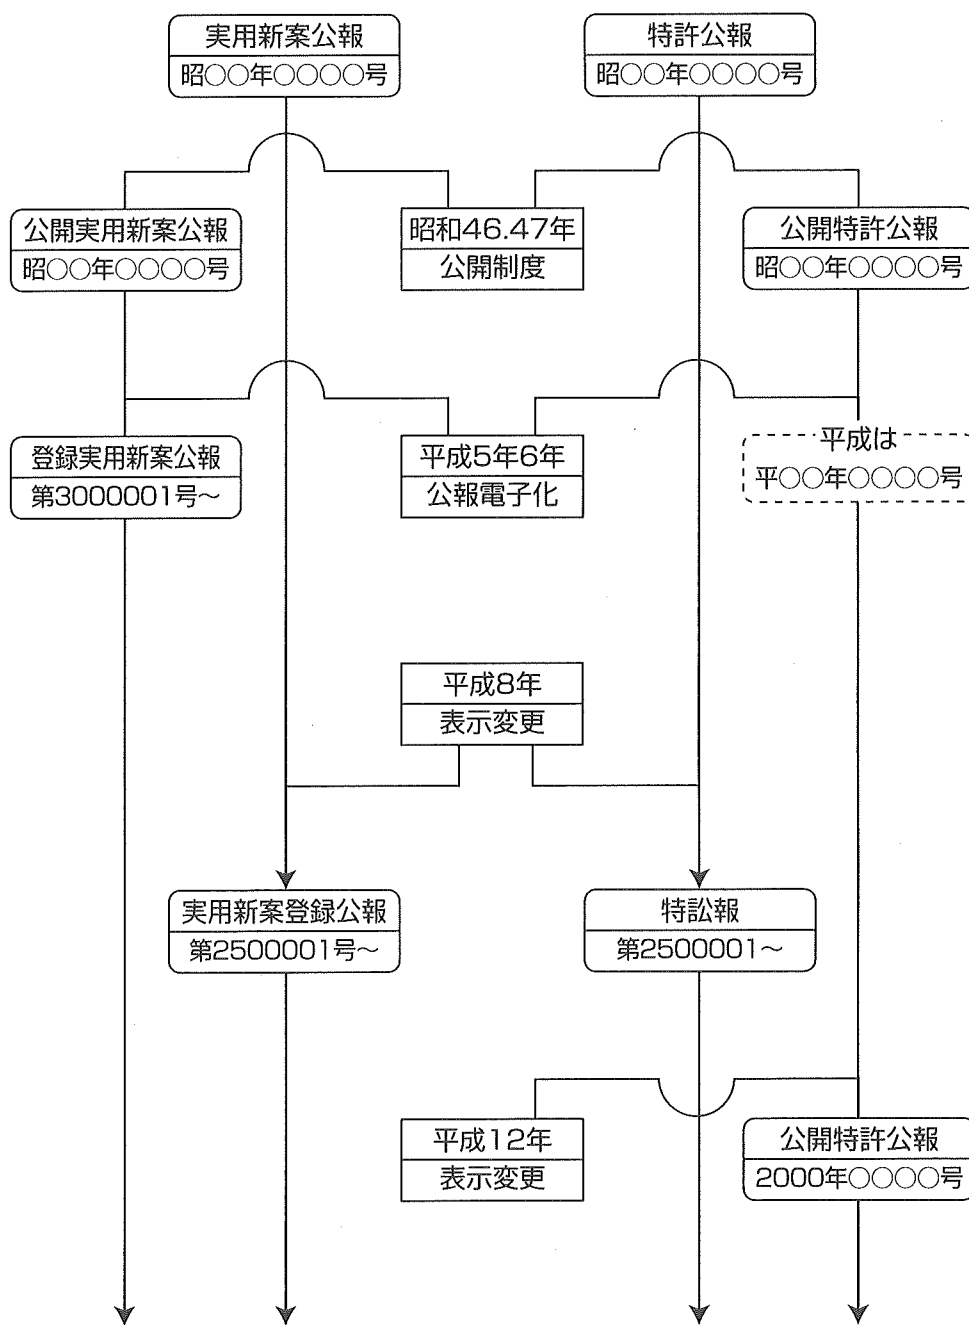 実用新案公報
昭○○年○○○○号
特許公報
昭○○年○○○○号
公開実用新案公報
昭○○年○○○○号
昭和46.47年
公開制度
公開特許公報
昭○○年○○○○号
登録実用新案公報
第3000001号～
平成5年6年
公報電子化
平成は
平○○年○○○○号
平成8年
表示変更
実用新案登録公報
第2500001号～
特訟報
第2500001～
平成12年
表示変更
公開特許公報
2000年○○○○号